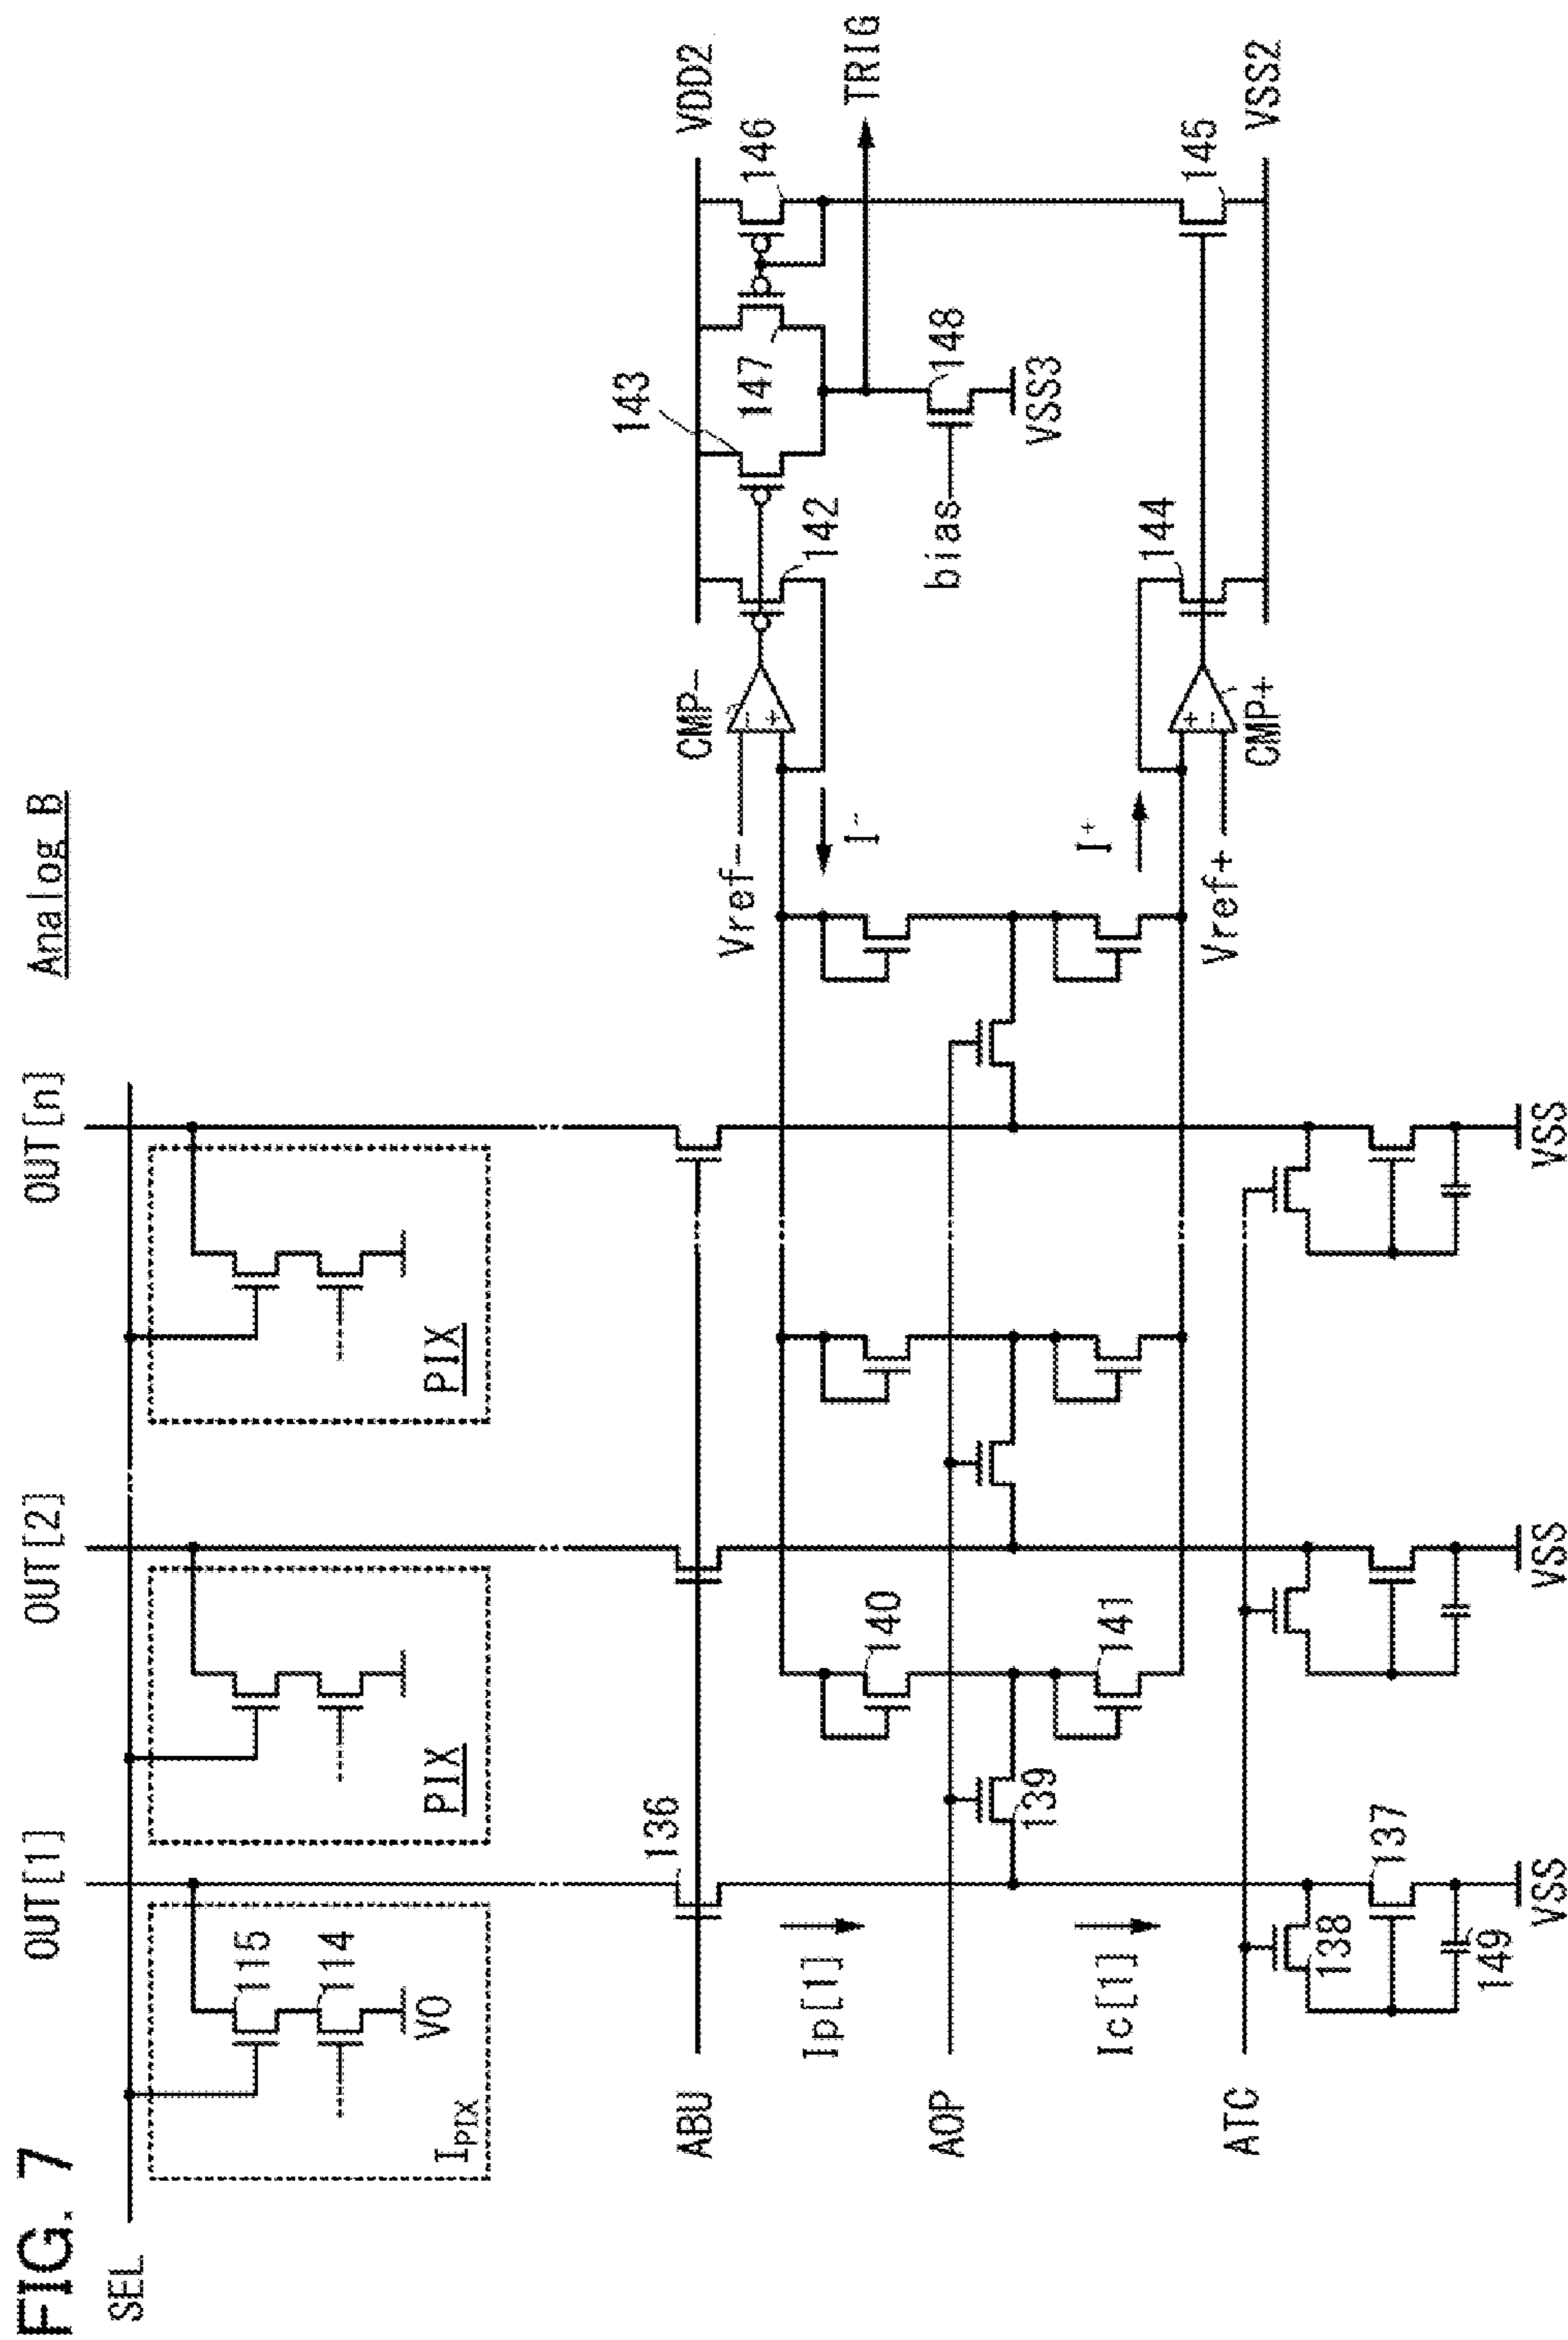 FIG. 7
Analog B
SEL
OUT[1]
OUT[2]
OUT[n]
115
114
VO
IPIX
PIX
PIX
ABU
136
VDD2
143
146
147
142
CMP-
Vref-
I-
TRIG
148
bias
VSS3
Ip[1]
AOP
139
140
141
Ic[1]
I+
144
145
CMP+
Vref+
VSS2
ATC
138
137
149
VSS
VSS
VSS